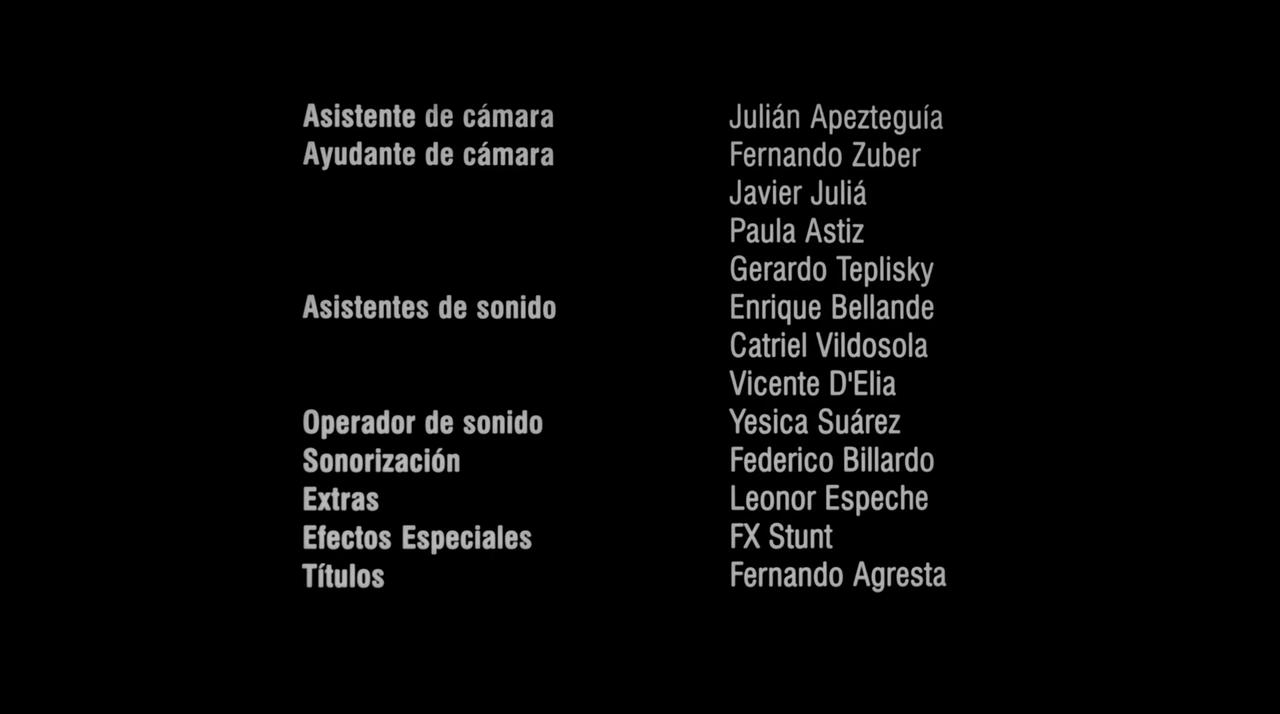 Asistente de cámara Julián Apezteguía
Ayudante de cámara Fernando Zuber
Javier Juliá
Paula Astiz
Gerardo Teplisky
Asistentes de sonido Enrique Bellande
Catriel Vildosola
Vicente D'Elia
Operador de sonido Yesica Suárez
Sonorización Federico Billardo
Extras Leonor Espeche
Efectos Especiales FX Stunt
Títulos Fernando Agresta